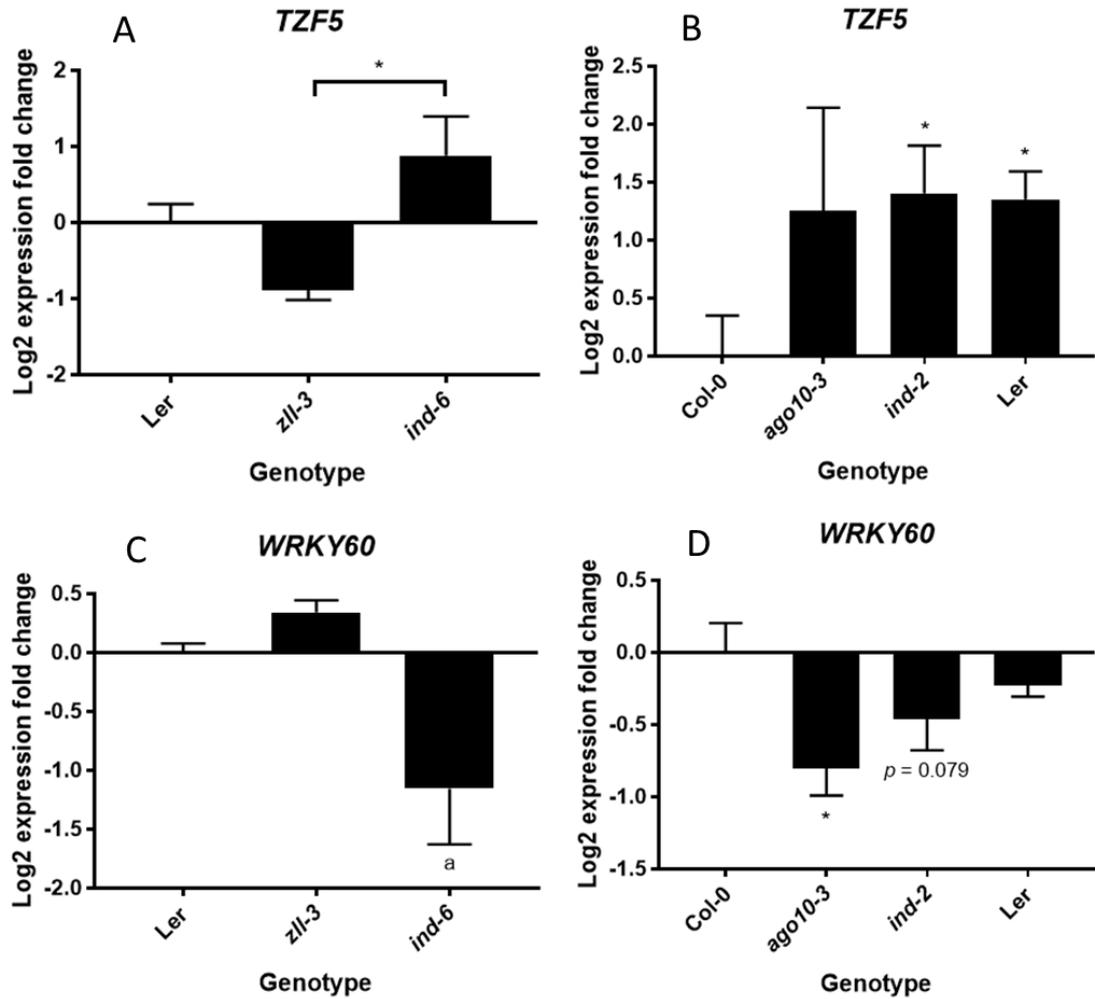 A
TZF5
*
2
1
0
-1
-2
Log2 expression fold change
Ler
zll-3
ind-6
Genotype
B
TZF5
2.5
2.0
1.5
1.0
0.5
0.0
Log2 expression fold change
*
*
Col-0
ago10-3
ind-2
Ler
Genotype
C
WRKY60
0.5
0.0
-0.5
-1.0
-1.5
-2.0
Log2 expression fold change
a
Ler
zll-3
ind-6
Genotype
D
WRKY60
0.5
0.0
-0.5
-1.0
-1.5
Log2 expression fold change
p = 0.079
*
Col-0
ago10-3
ind-2
Ler
Genotype